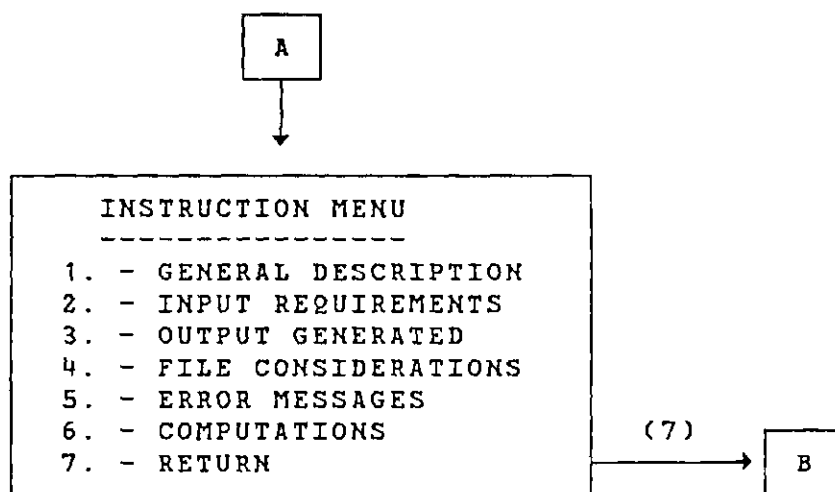 A
INSTRUCTION MENU
-----------------
1. - GENERAL DESCRIPTION
2. - INPUT REQUIREMENTS
3. - OUTPUT GENERATED
4. - FILE CONSIDERATIONS
5. - ERROR MESSAGES
6. - COMPUTATIONS
7. - RETURN
(7)
B